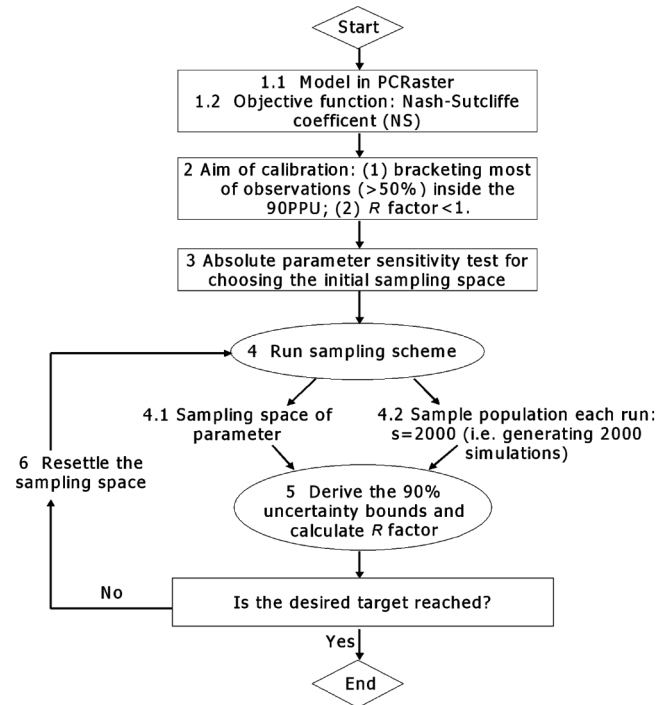 Start
1.1 Model in PCRaster
1.2 Objective function: Nash-Sutcliffe
coefficent (NS)
2 Aim of calibration: (1) bracketing most
of observations (>50%) inside the
90PPU; (2) R factor<1.
3 Absolute parameter sensitivity test for
choosing the initial sampling space
4 Run sampling scheme
4.1 Sampling space of
parameter
4.2 Sample population each run:
s=2000 (i.e. generating 2000
simulations)
6 Resettle the
sampling space
5 Derive the 90%
uncertainty bounds and
calculate R factor
No
Is the desired target reached?
Yes
End